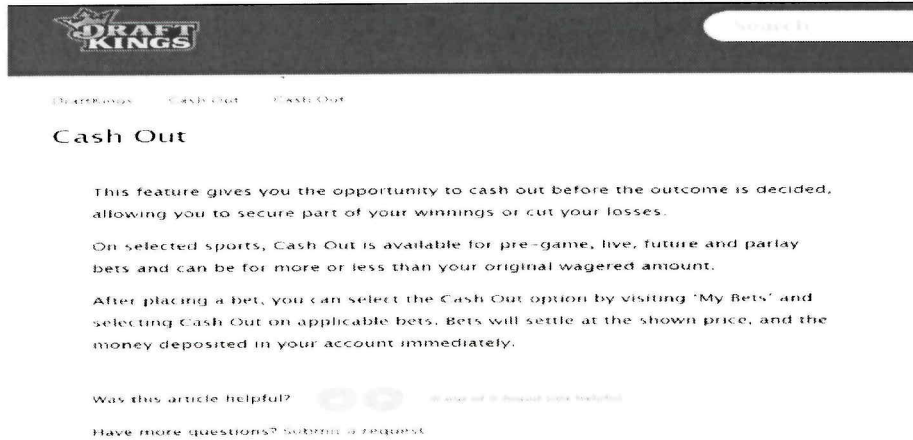 DRAFT
KINGS
Search
DraftKings Cash Out Cash Out
Cash Out
This feature gives you the opportunity to cash out before the outcome is decided,
allowing you to secure part of your winnings or cut your losses.
On selected sports, Cash Out is available for pre-game, live, future and parlay
bets and can be for more or less than your original wagered amount.
After placing a bet, you can select the Cash Out option by visiting 'My Bets' and
selecting Cash Out on applicable bets. Bets will settle at the shown price, and the
money deposited in your account immediately.
Was this article helpful?
Have more questions? Submit a request